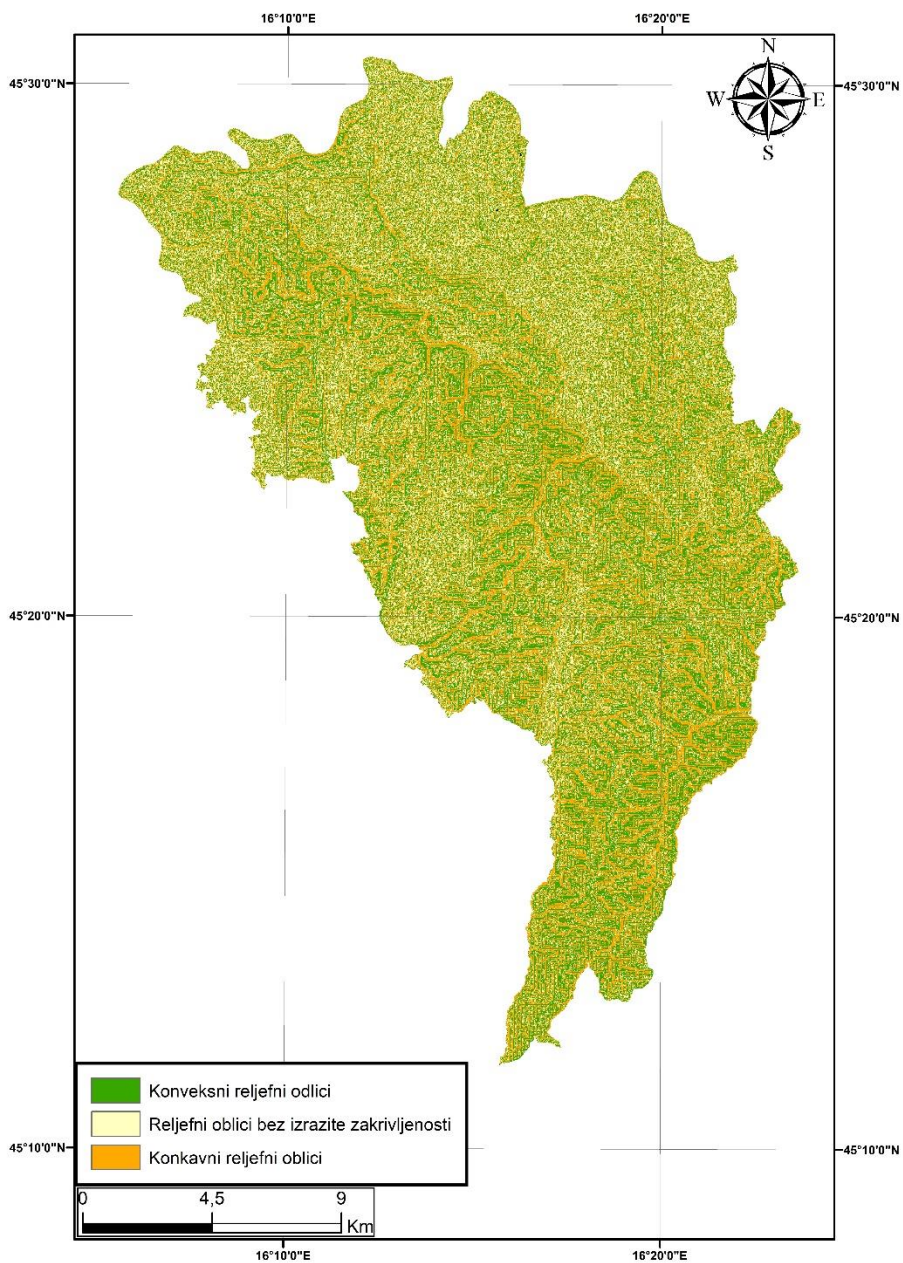 16°10'0"E 16°20'0"E
45°30'0"N 45°30'0"N
N
W E
S
45°20'0"N 45°20'0"N
Konveksni reljefni odlici
Reljefni oblici bez izrazite zakrivljenosti
Konkavni reljefni oblici
45°10'0"N 45°10'0"N
0 4,5 9
Km
16°10'0"E 16°20'0"E